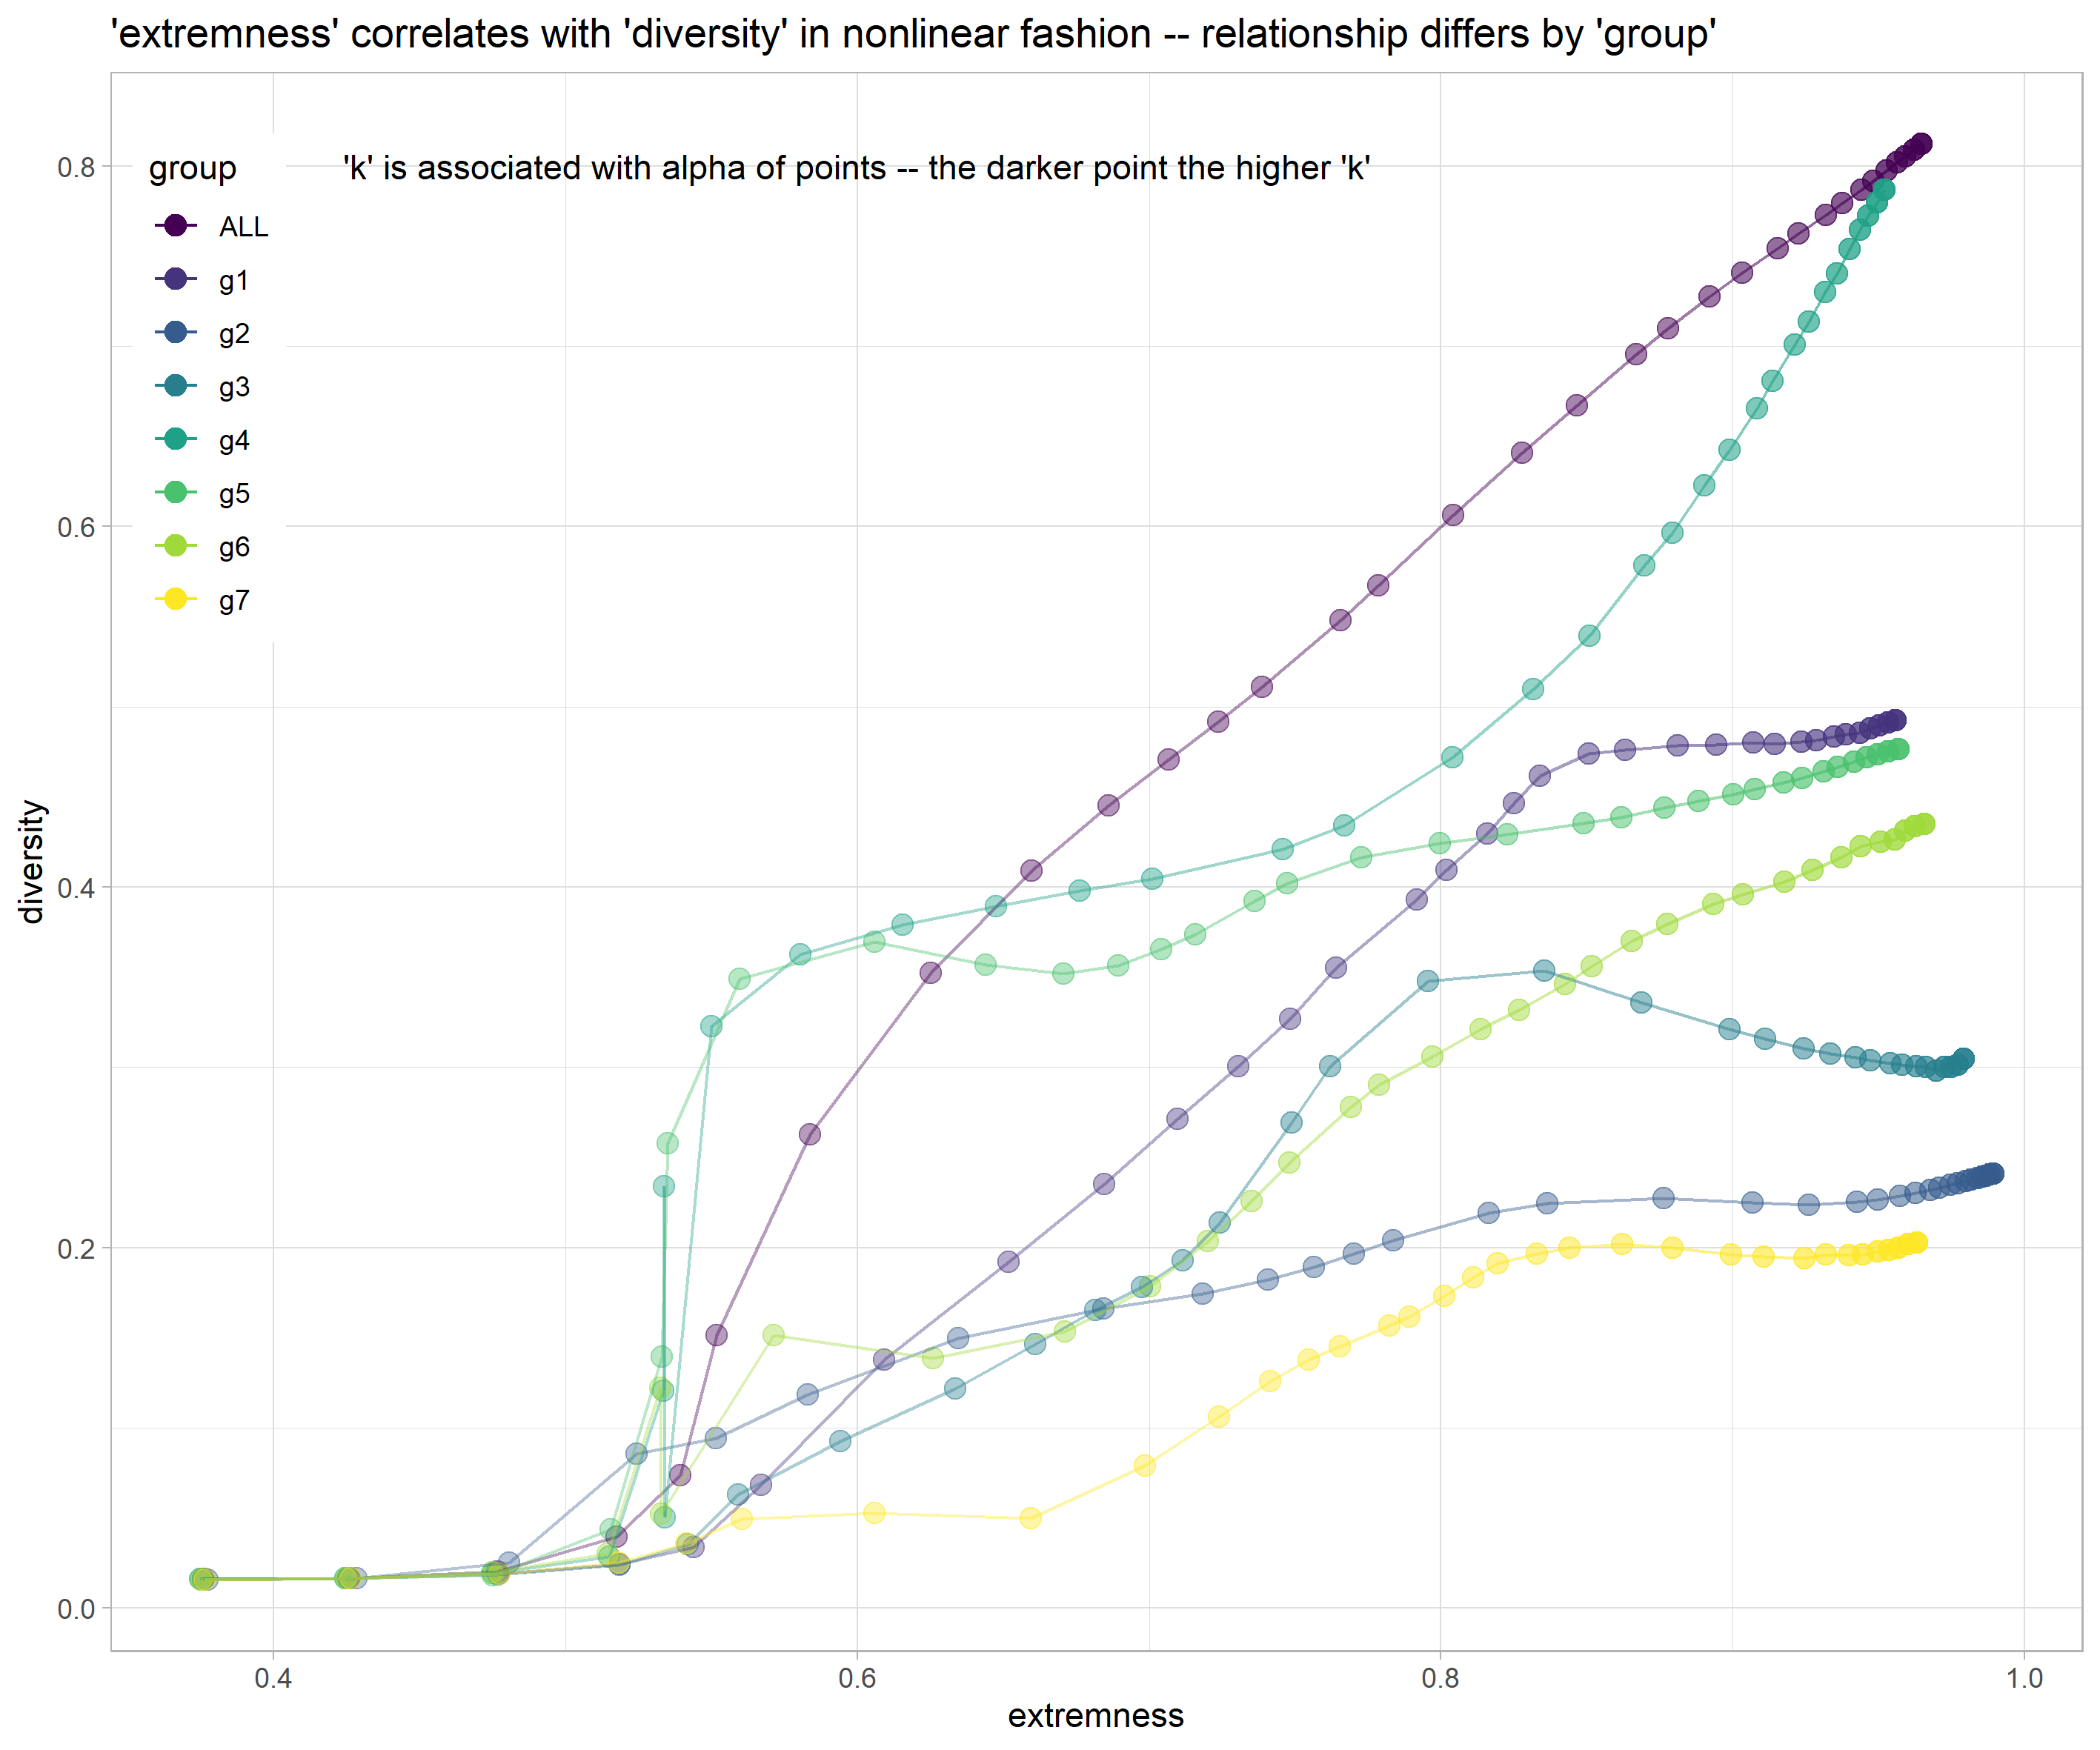 'extremness' correlates with 'diversity' in nonlinear fashion -- relationship differs by 'group'
group
'k' is associated with alpha of points -- the darker point the higher 'k'
ALL
g1
g2
g3
g4
g5
g6
g7
0.8
0.6
0.4
0.2
0.0
diversity
0.4
0.6
0.8
1.0
extremness